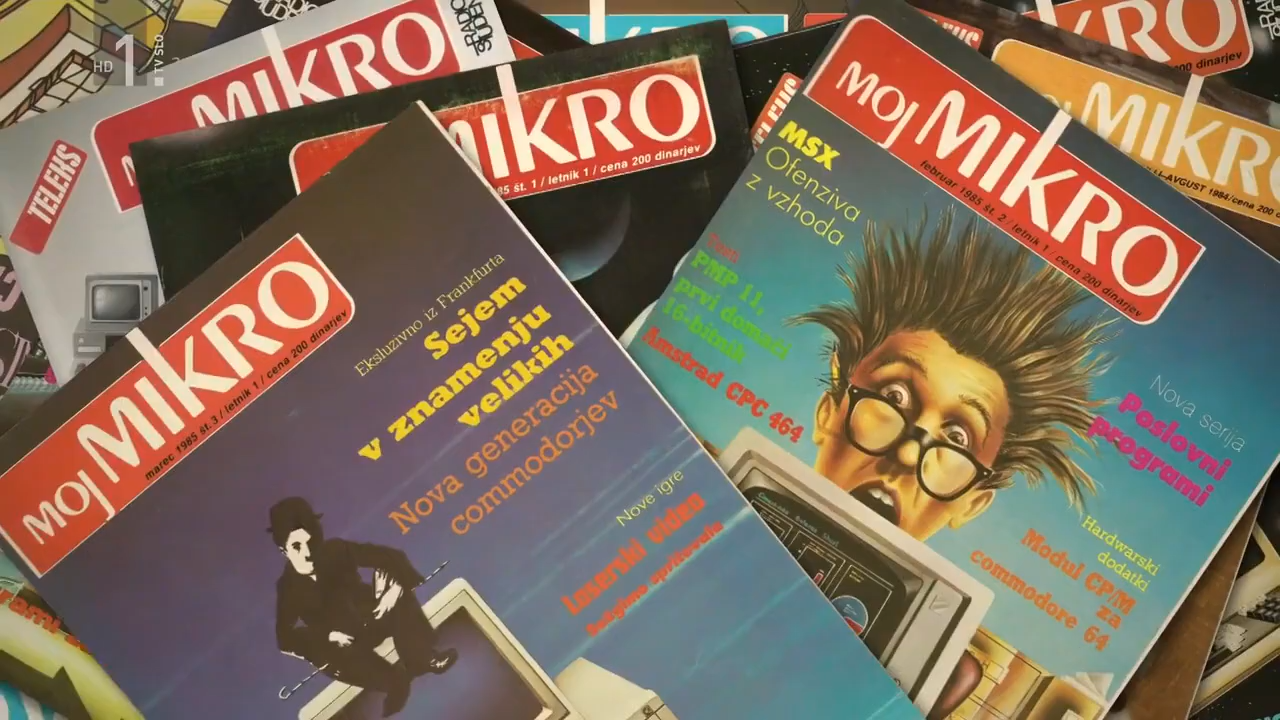 HD 1. TV SLO
MIKRO
TELEKS
MIKRO
85 št. 1 / letnik 1 / cena 200 dinarjev
MOJ MIKRO
marec 1985 št. 3 / letnik 1 / cena 200 dinarjev
Ekskluzivno iz Frankfurta
Sejem
v znamenju
velikih
Nova generacija
commodorjev
Nove igre
Laserski video
MOJ MIKRO
februar 1985 št. 2 / letnik 1 / cena 200 dinarjev
MSX
Ofenziva
z vzhoda
PMP 11,
prvi domači
16-bitnik
Amstrad CPC 464
Nova serija
Poslovni
programi
Hardwarski
dodatki
Modul CP/M
za
commodore 64
MIKRO
AVGUST 1984/cena 200
KRO
200 dinarjev